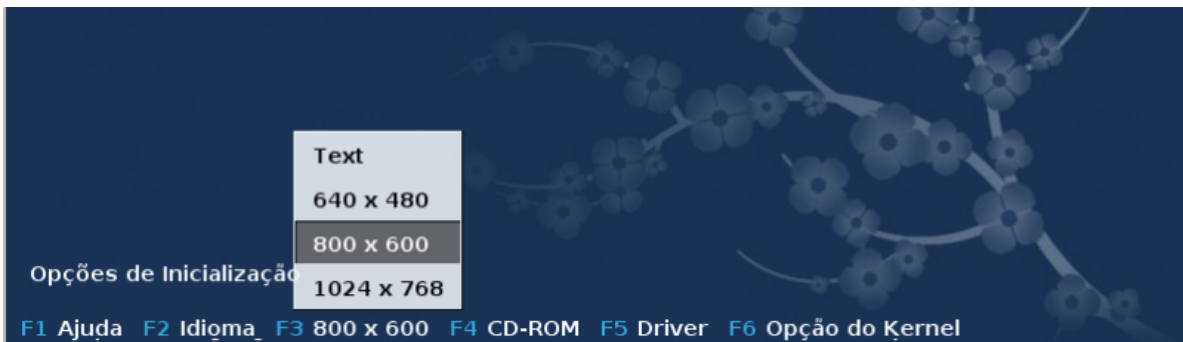 Text
640 x 480
800 x 600
1024 x 768
Opções de Inicialização
F1 Ajuda F2 Idioma F3 800 x 600 F4 CD-ROM F5 Driver F6 Opção do Kernel